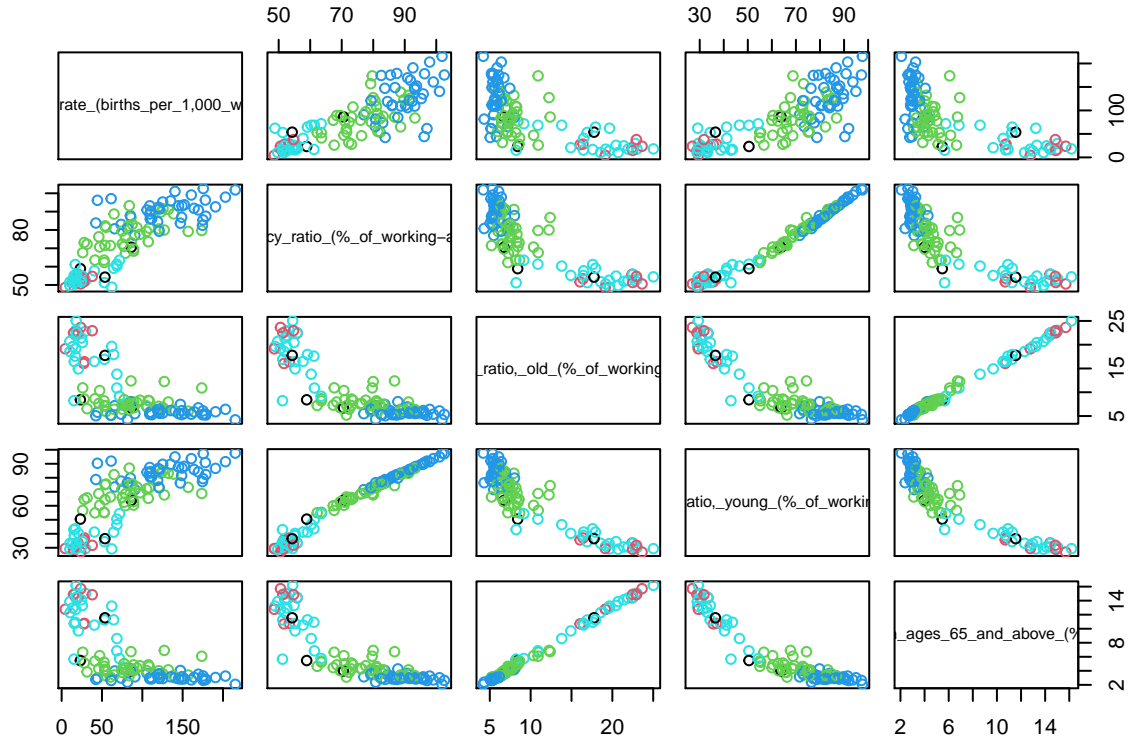 50 70 90
30 50 70 90
rate_(births_per_1,000_w
0 100
50 80
cy_ratio_(%_of_working−a
_ratio,_old_(%_of_working
5 15 25
30 60 90
ratio,_young_(%_of_workin
_ages_65_and_above_(%
2 8 14
0 50 150
5 10 20
2 6 10 14